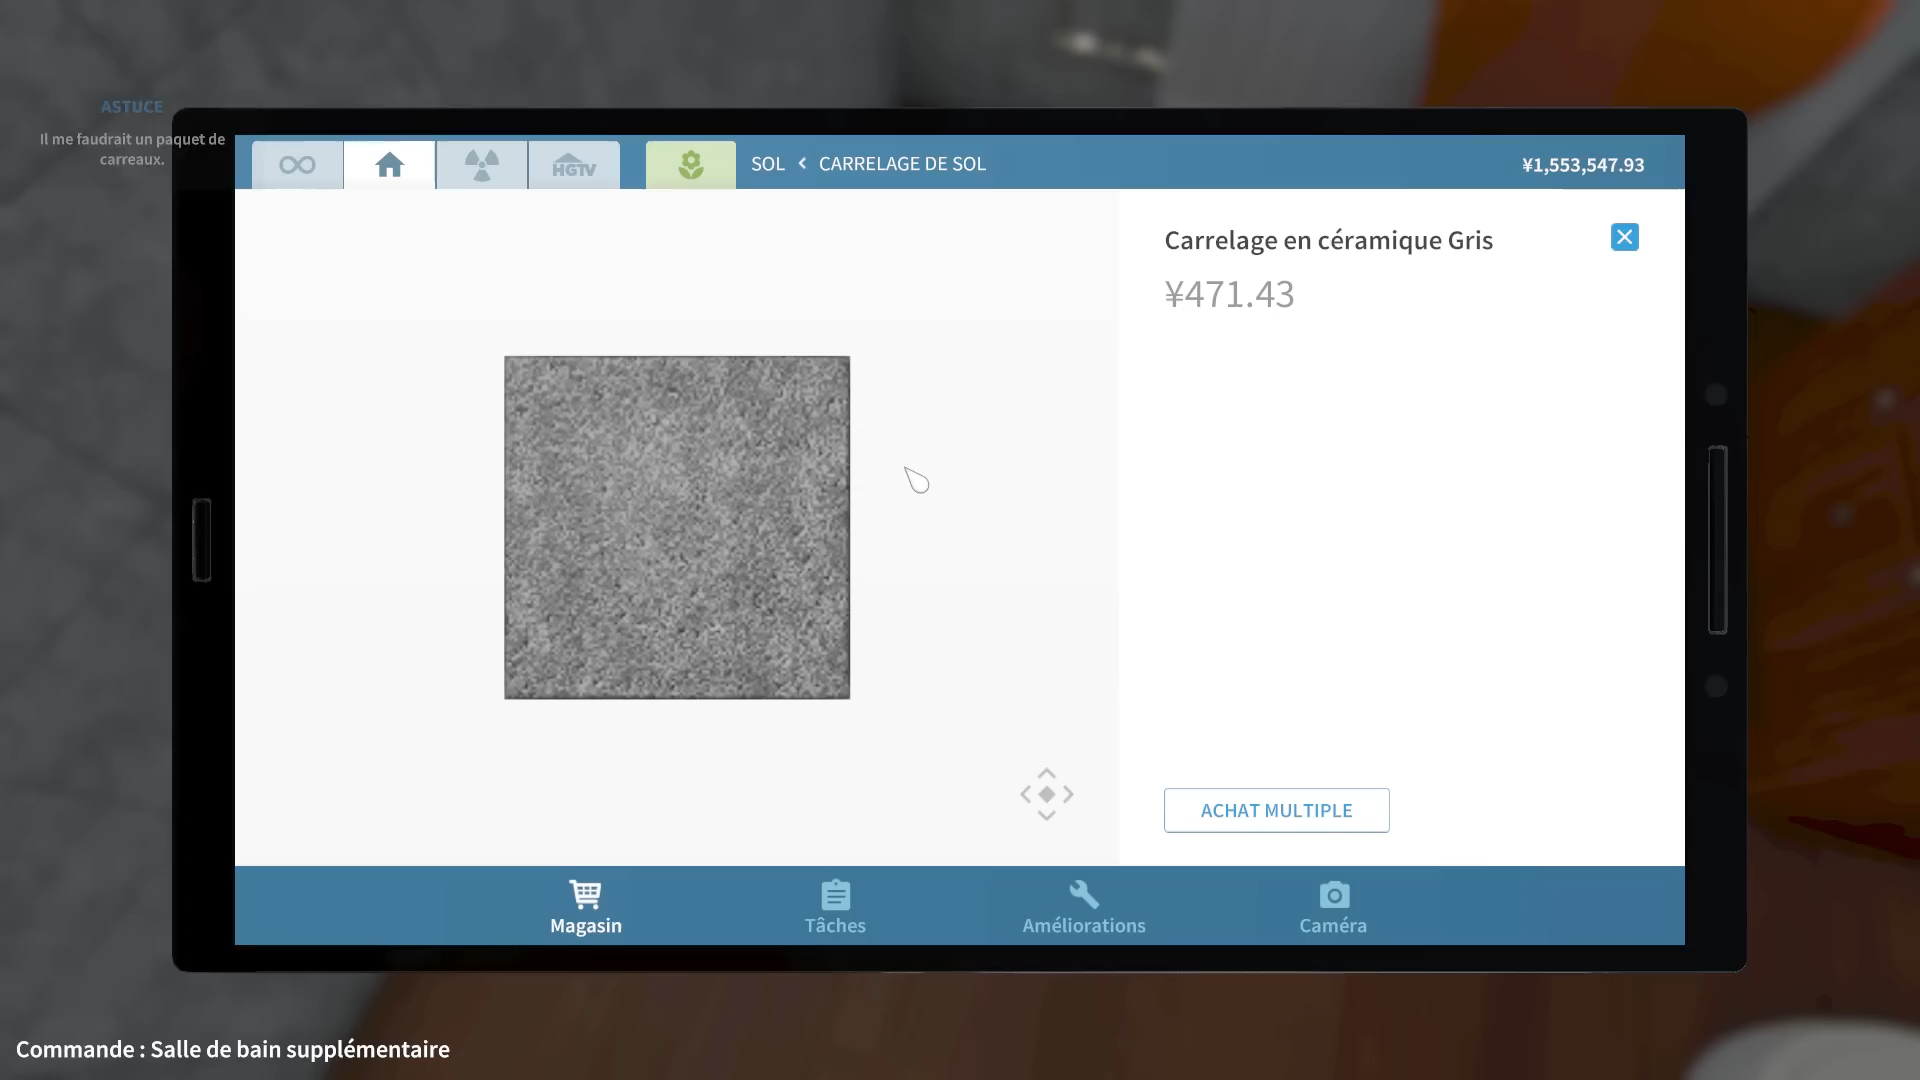 ASTUCE
Il me faudrait un paquet de
carreaux.
HGTV
SOL < CARRELAGE DE SOL
¥1,553,547.93
Carrelage en céramique Gris
¥471.43
ACHAT MULTIPLE
Magasin
Tâches
Améliorations
Caméra
Commande : Salle de bain supplémentaire